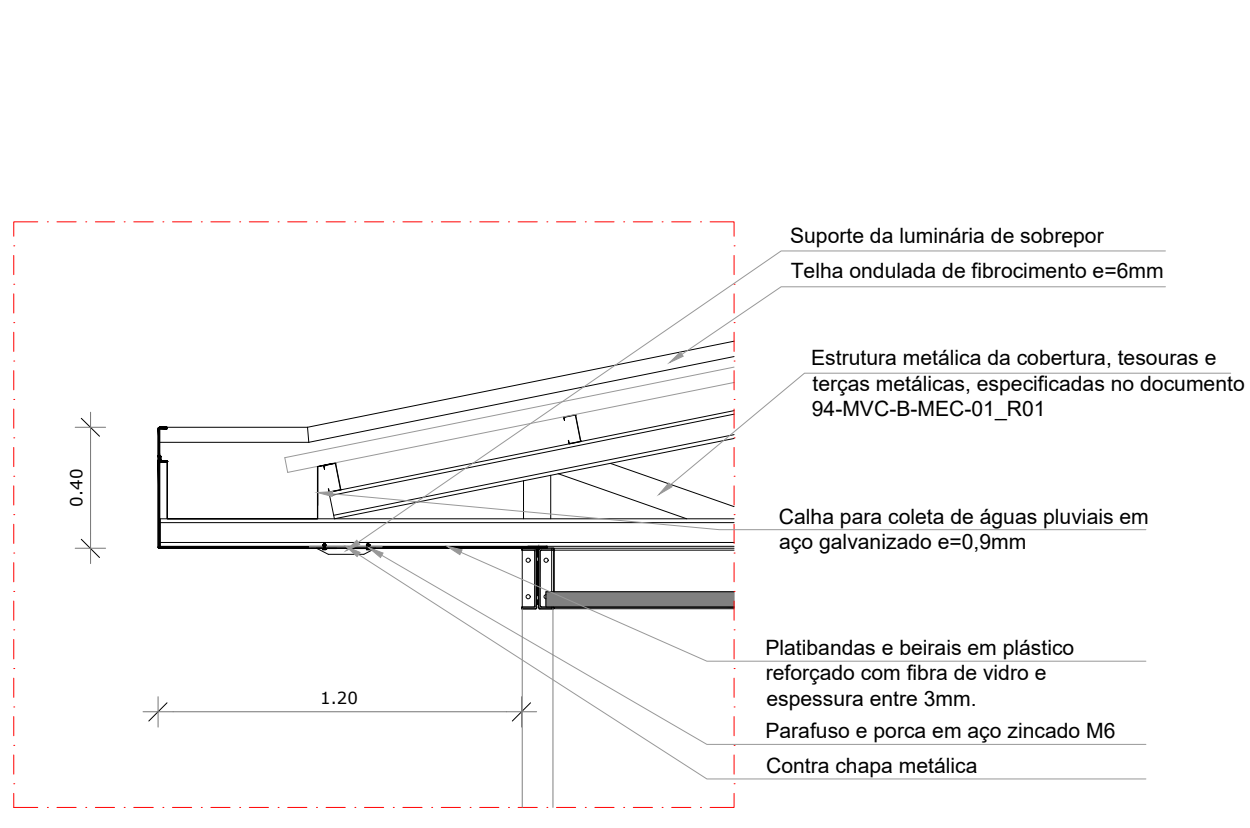 Suporte da luminária de sobrepor
Telha ondulada de fibrocimento e=6mm
Estrutura metálica da cobertura, tesouras e
terças metálicas, especificadas no documento
94-MVC-B-MEC-01_R01
0.40
Calha para coleta de águas pluviais em
aço galvanizado e=0,9mm
Platibandas e beirais em plástico
reforçado com fibra de vidro e
espessura entre 3mm.
1.20
Parafuso e porca em aço zincado M6
Contra chapa metálica